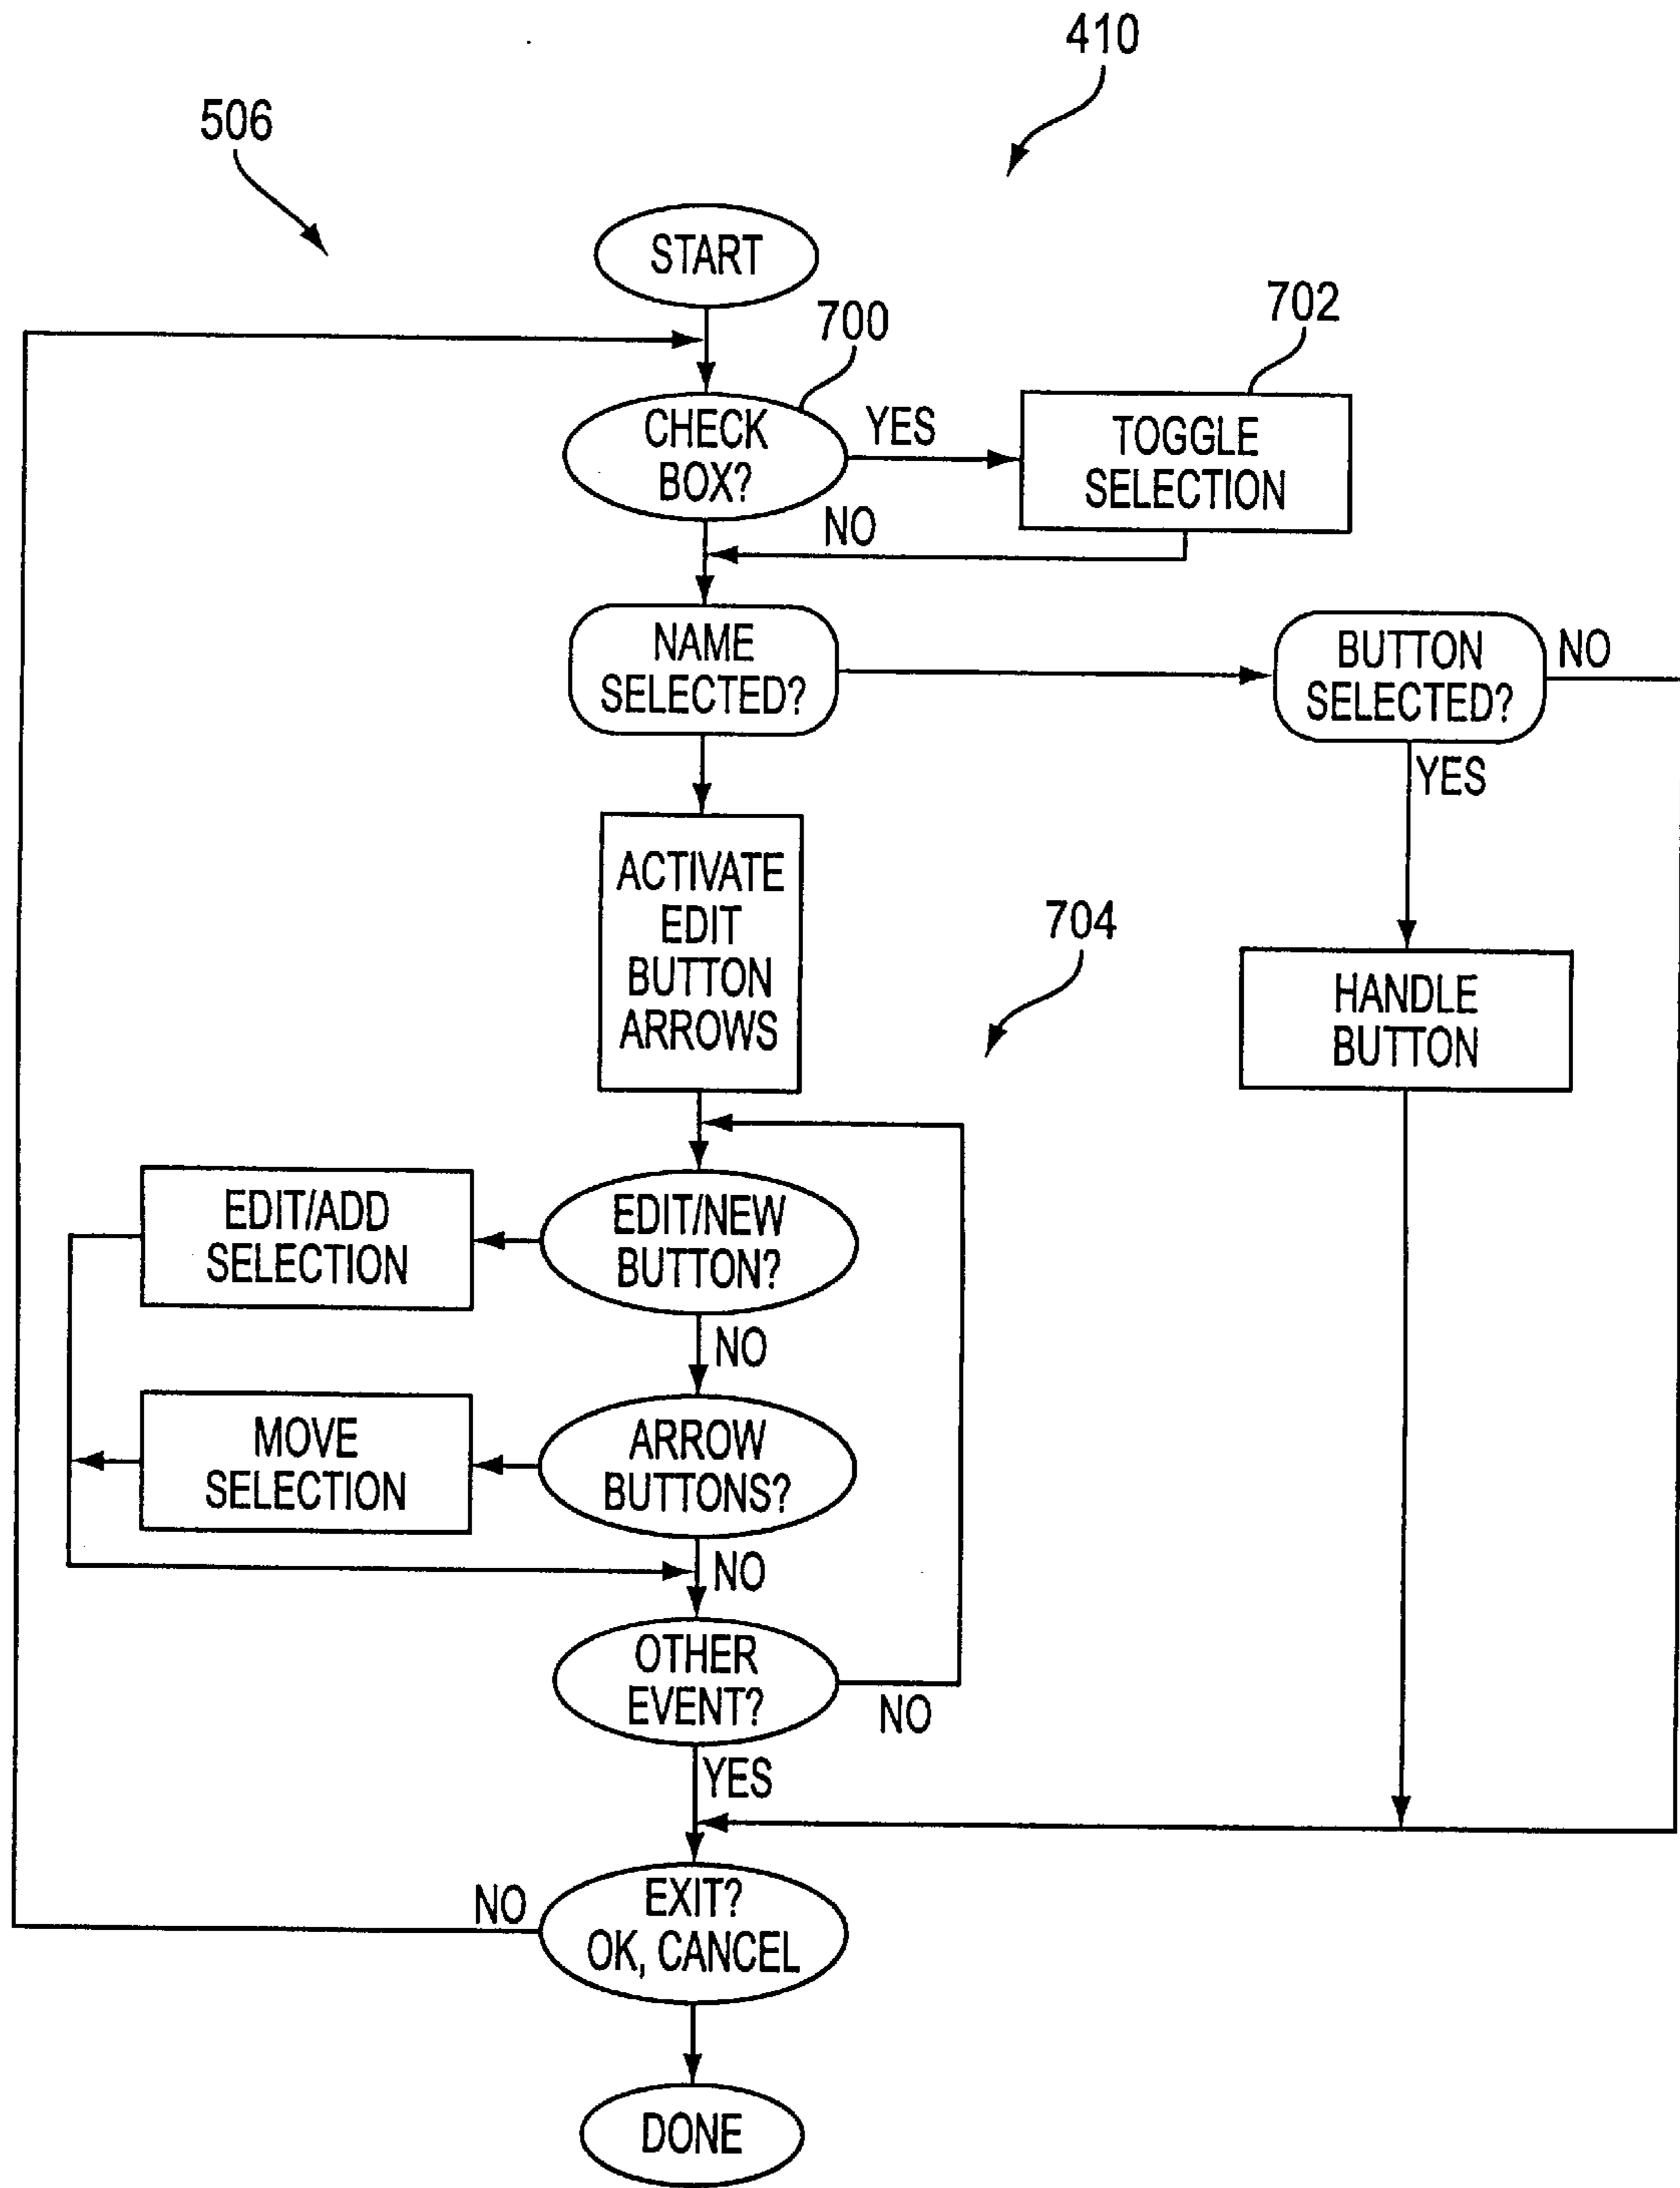 410
506
START
700
702
CHECK
BOX?
YES
TOGGLE
SELECTION
NO
NAME
SELECTED?
BUTTON
SELECTED?
NO
YES
ACTIVATE
EDIT
BUTTON
ARROWS
704
HANDLE
BUTTON
EDIT/ADD
SELECTION
EDIT/NEW
BUTTON?
NO
MOVE
SELECTION
ARROW
BUTTONS?
NO
OTHER
EVENT?
NO
YES
EXIT?
OK, CANCEL
NO
DONE